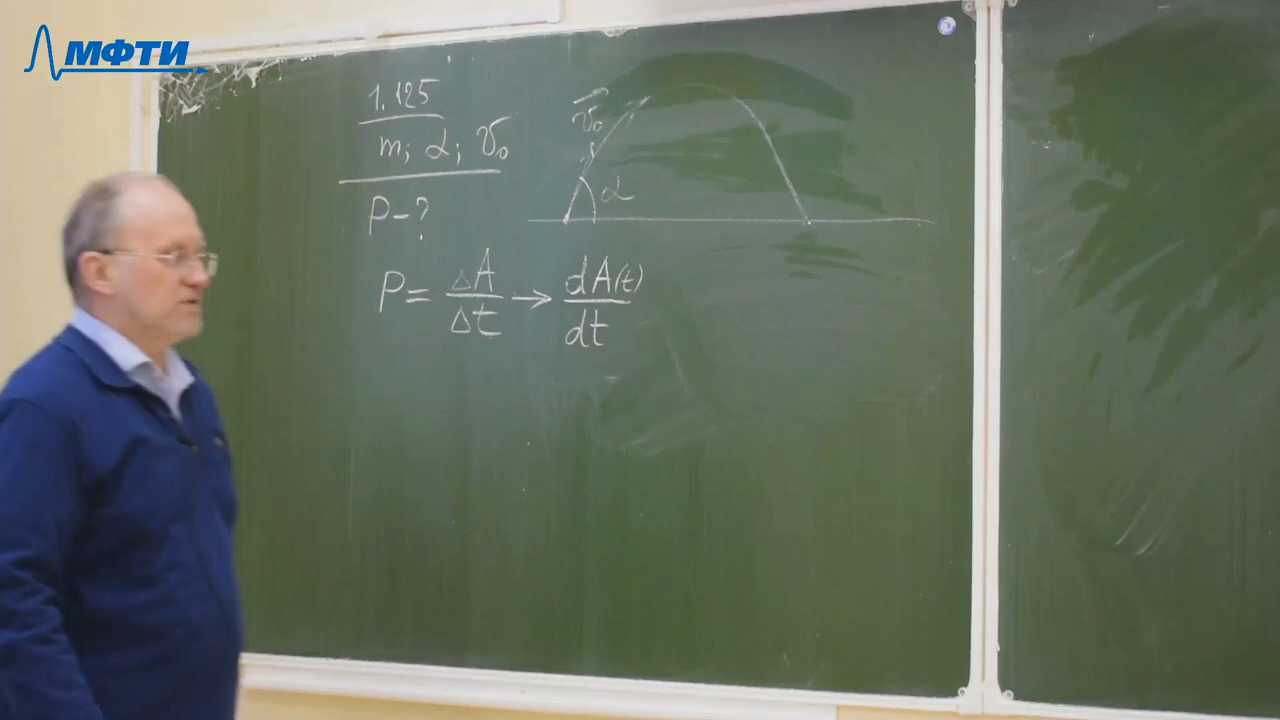 МФТИ
1.125
m; α; v₀
P - ?
v₀
α
P = ΔA/Δt → dA(t)/dt